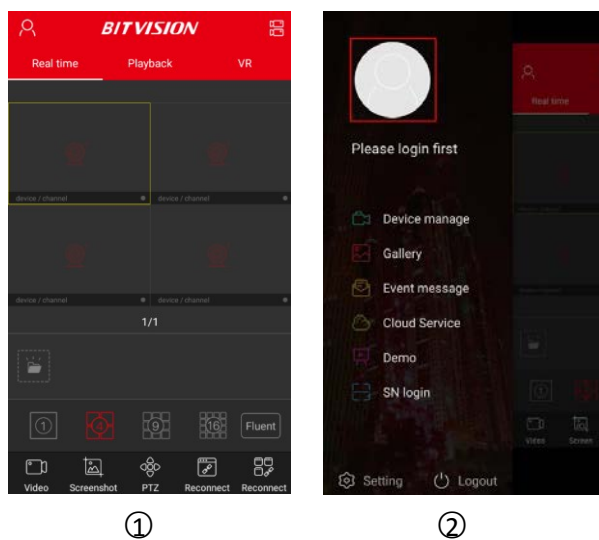 BITVISION
Real time Playback VR
device / channel device / channel
device / channel device / channel
1/1
1 4 9 16 Fluent
Video Screenshot PTZ Reconnect Reconnect
①
Please login first
Device manage
Gallery
Event message
Cloud Service
Demo
SN login
Setting Logout
Real time
1
Video Screen
②